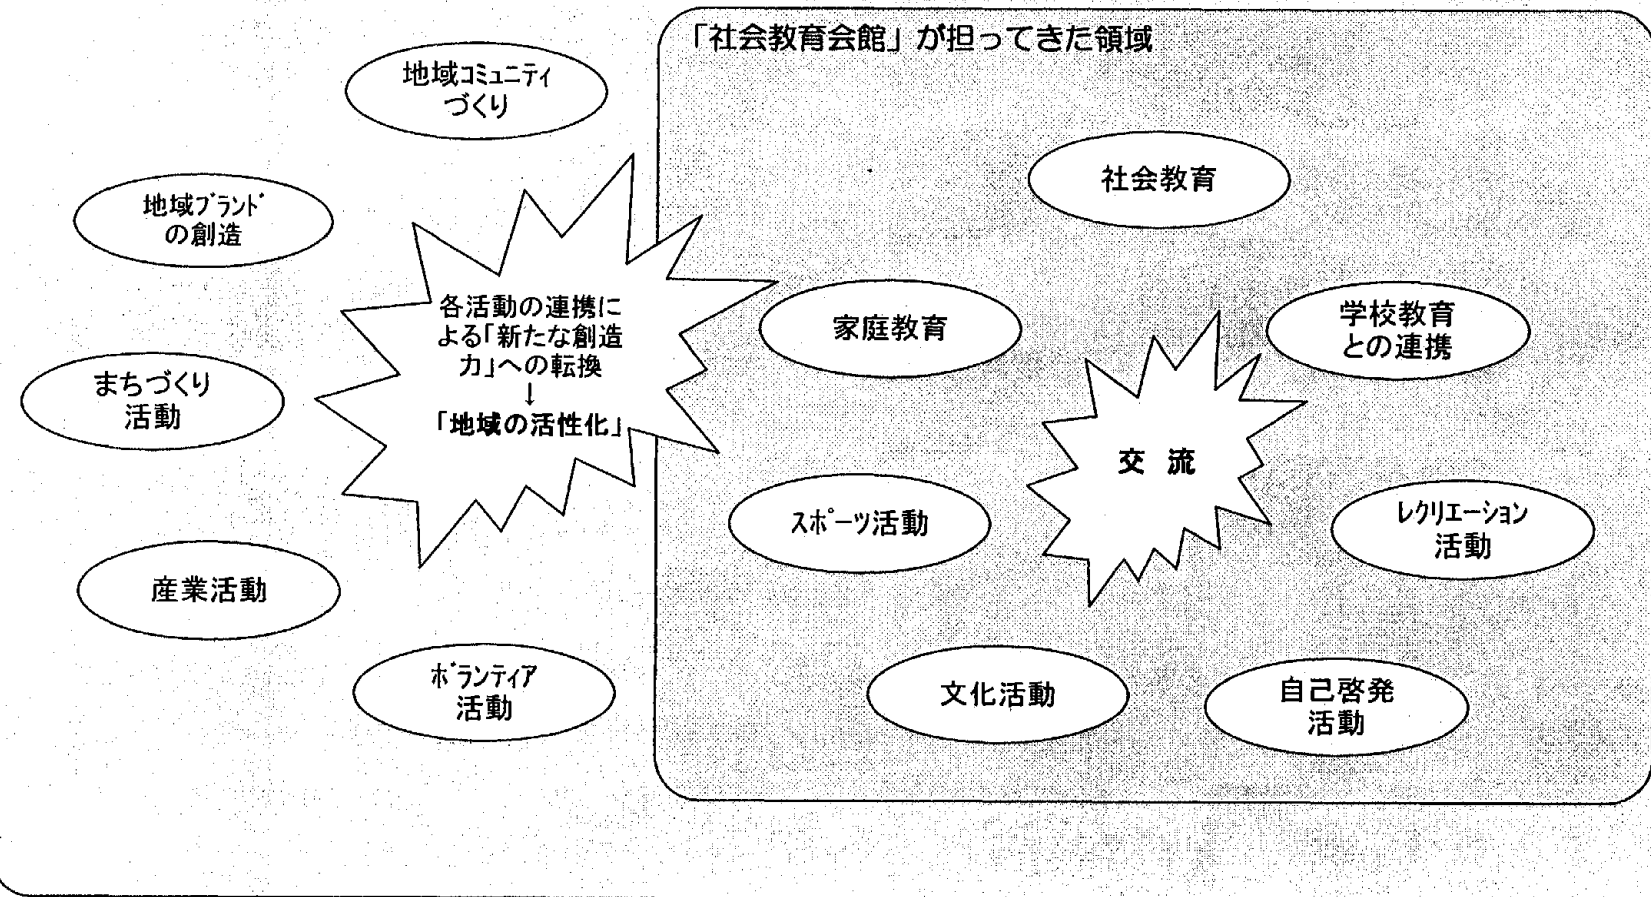 「社会教育会館」が担ってきた領域
地域コミュニティ
づくり
社会教育
地域ブランド
の創造
各活動の連携に
よる「新たな創造
力」への転換
↓
「地域の活性化」
家庭教育
学校教育
との連携
まちづくり
活動
交 流
スポーツ活動
レクリエーション
活動
産業活動
ボランティア
活動
文化活動
自己啓発
活動